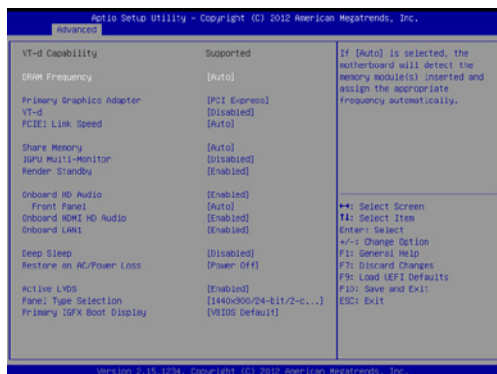 Aptio Setup Utility - Copyright (C) 2012 American Megatrends, Inc.
Advanced
VT-d Capability Supported
DRAM Frequency [Auto]
Primary Graphics Adapter [PCI Express]
VT-d [Disabled]
PCIE1 Link Speed [Auto]
Share Memory [Auto]
IGPU Multi-Monitor [Disabled]
Render Standby [Enabled]
Onboard HD Audio [Enabled]
Front Panel [Auto]
Onboard HDMI HD Audio [Enabled]
Onboard LAN1 [Enabled]
Deep Sleep [Disabled]
Restore on AC/Power Loss [Power Off]
Active LVDS [Enabled]
Panel Type Selection [1440x900/24-bit/2-c...]
Primary IGFX Boot Display [VBIOS Default]
If [Auto] is selected, the
motherboard will detect the
memory module(s) inserted and
assign the appropriate
frequency automatically.
→←: Select Screen
↑↓: Select Item
Enter: Select
+/-: Change Option
F1: General Help
F7: Discard Changes
F9: Load UEFI Defaults
F10: Save and Exit
ESC: Exit
Version 2.15.1234. Copyright (C) 2012 American Megatrends, Inc.